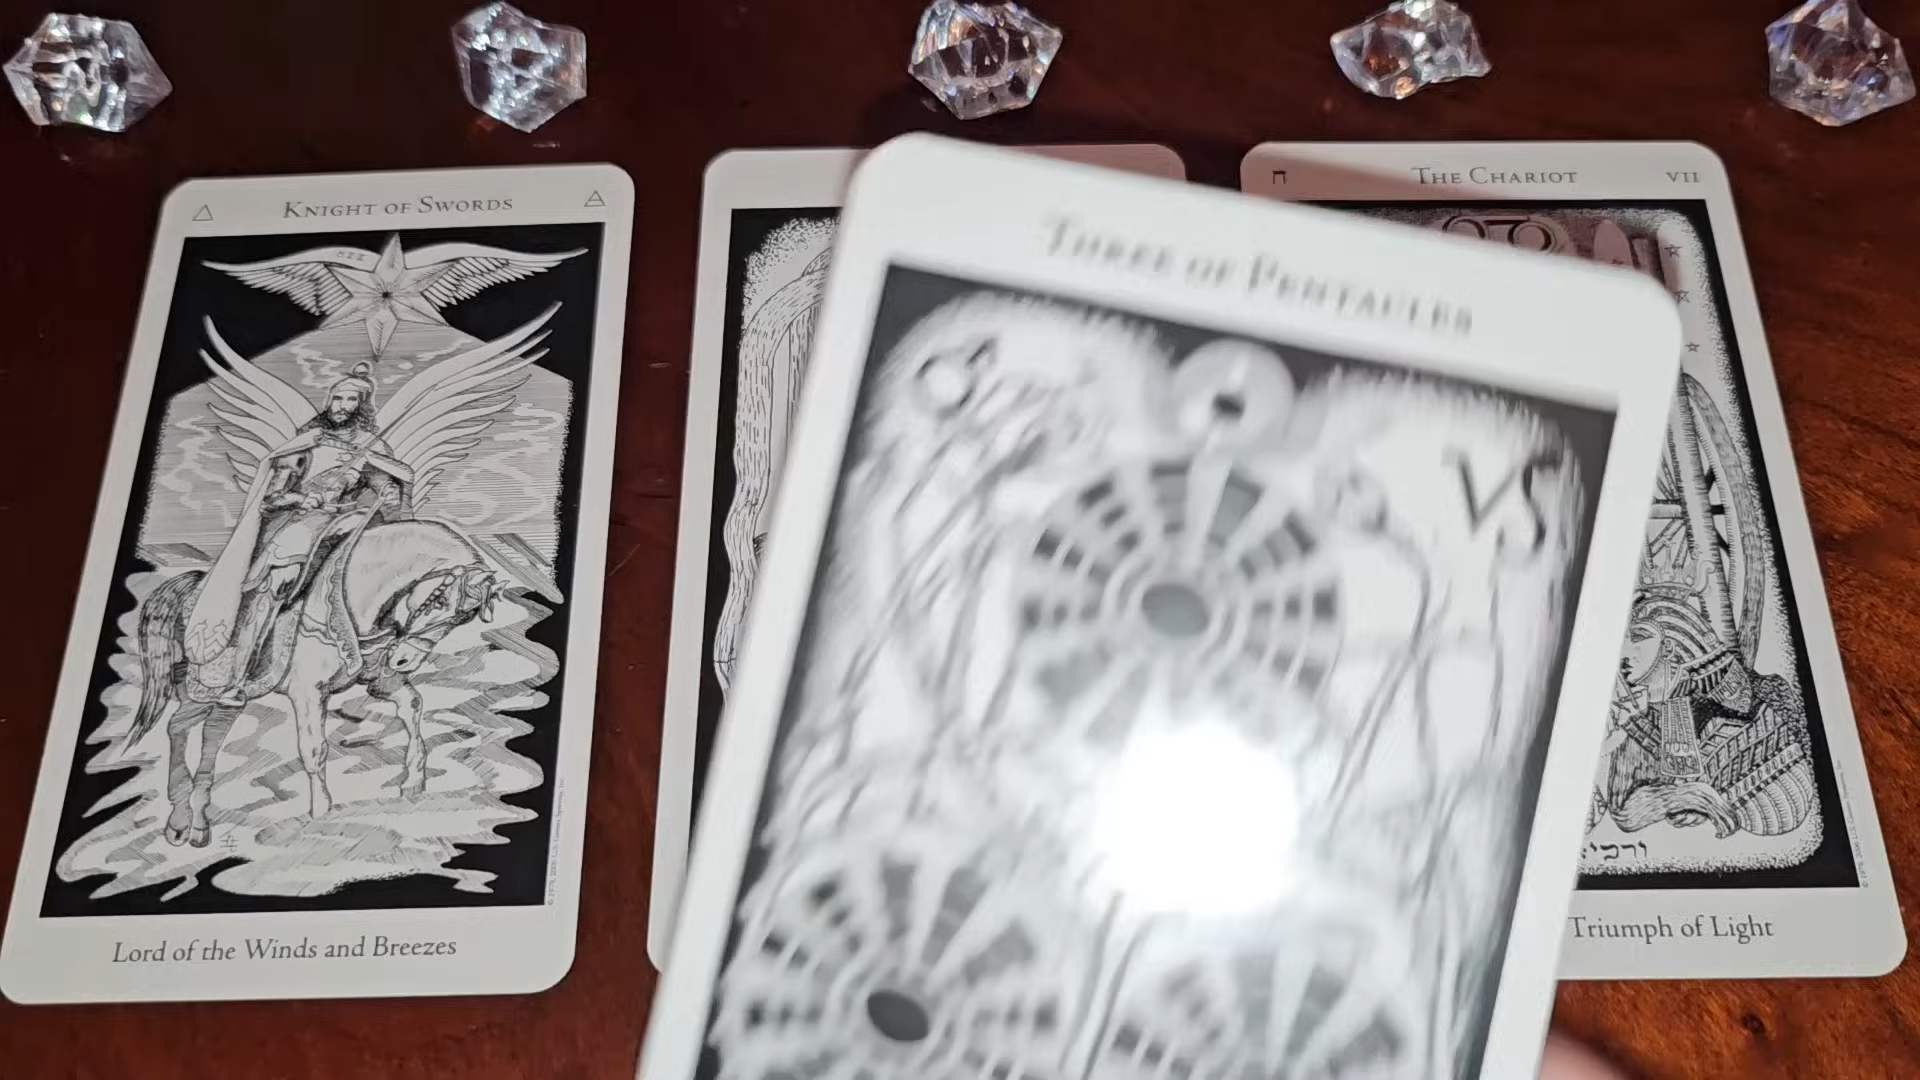 Knight of Swords
Lord of the Winds and Breezes
Three of Pentacles
The Chariot VII
Triumph of Light